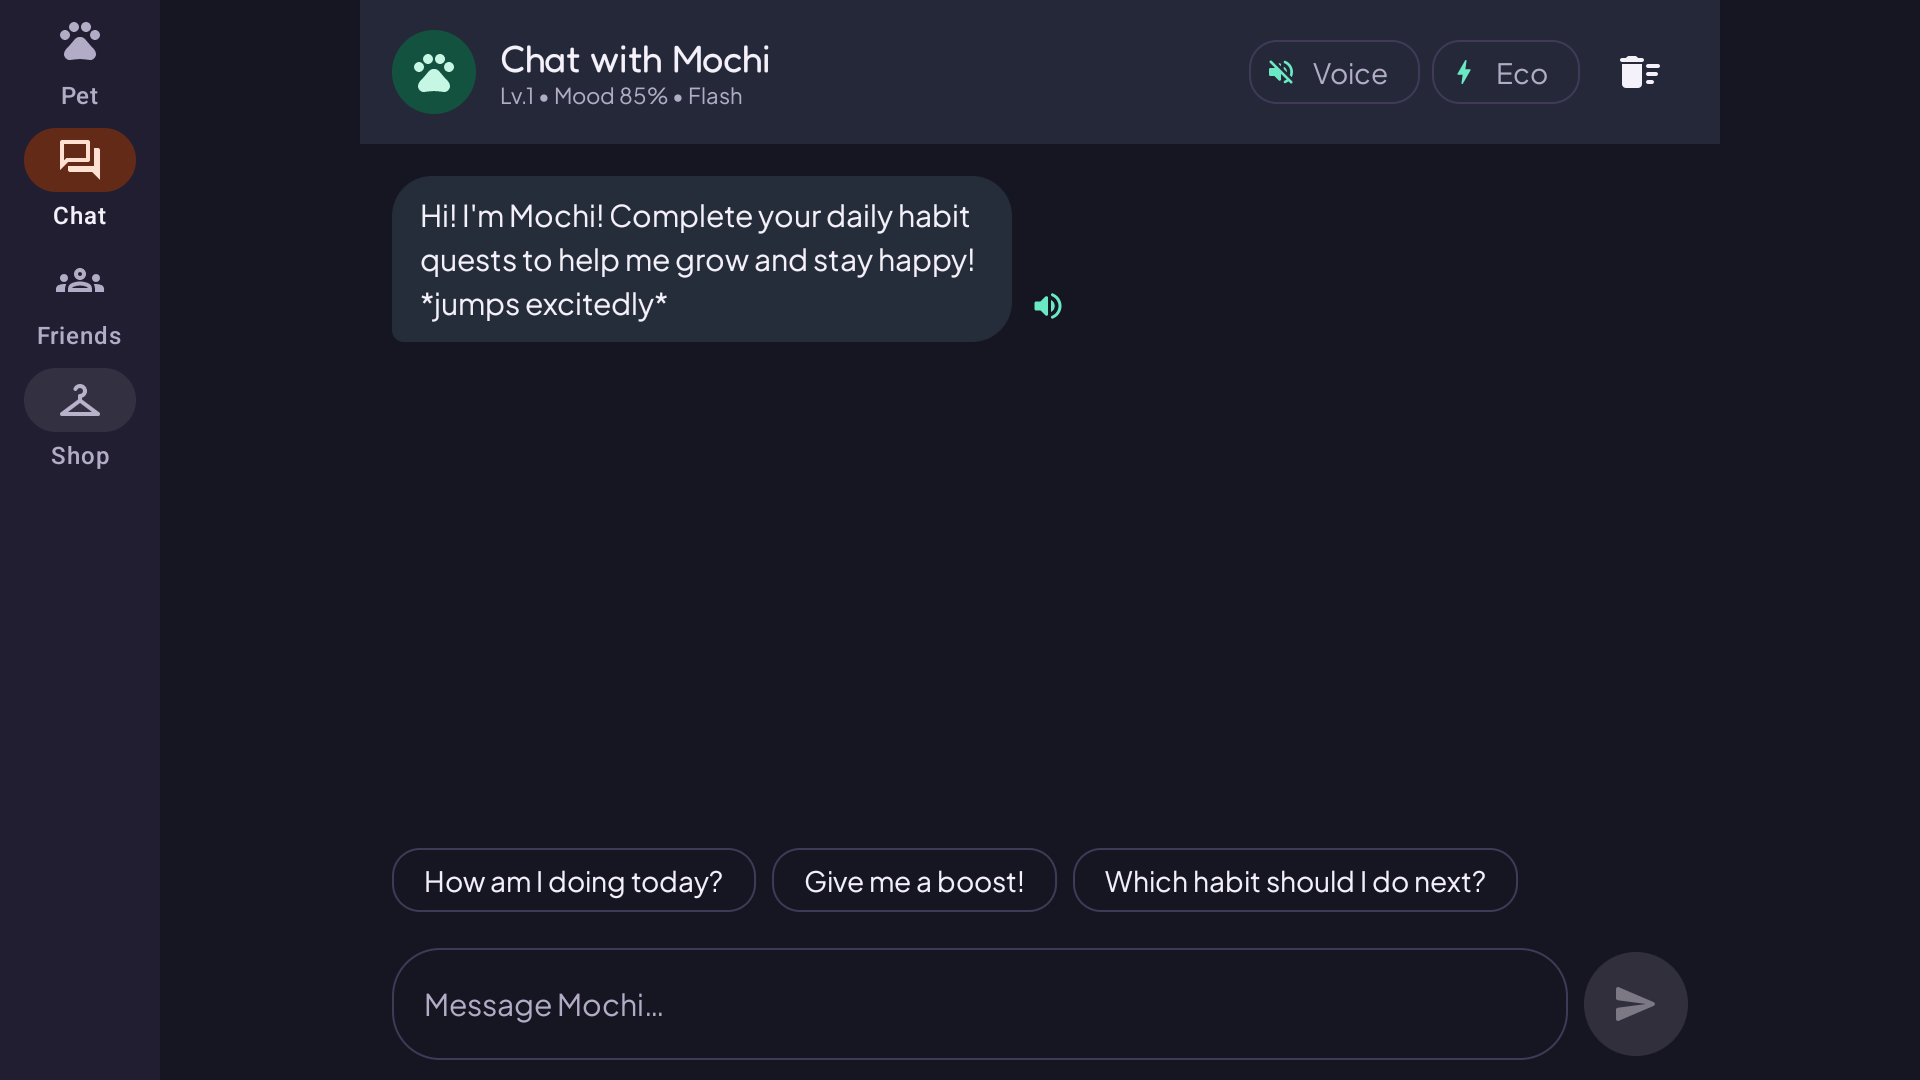 Pet
Chat
Friends
Shop
Chat with Mochi
Lv.1 • Mood 85% • Flash
Voice
Eco
Hi! I'm Mochi! Complete your daily habit
quests to help me grow and stay happy!
*jumps excitedly*
How am I doing today?
Give me a boost!
Which habit should I do next?
Message Mochi...